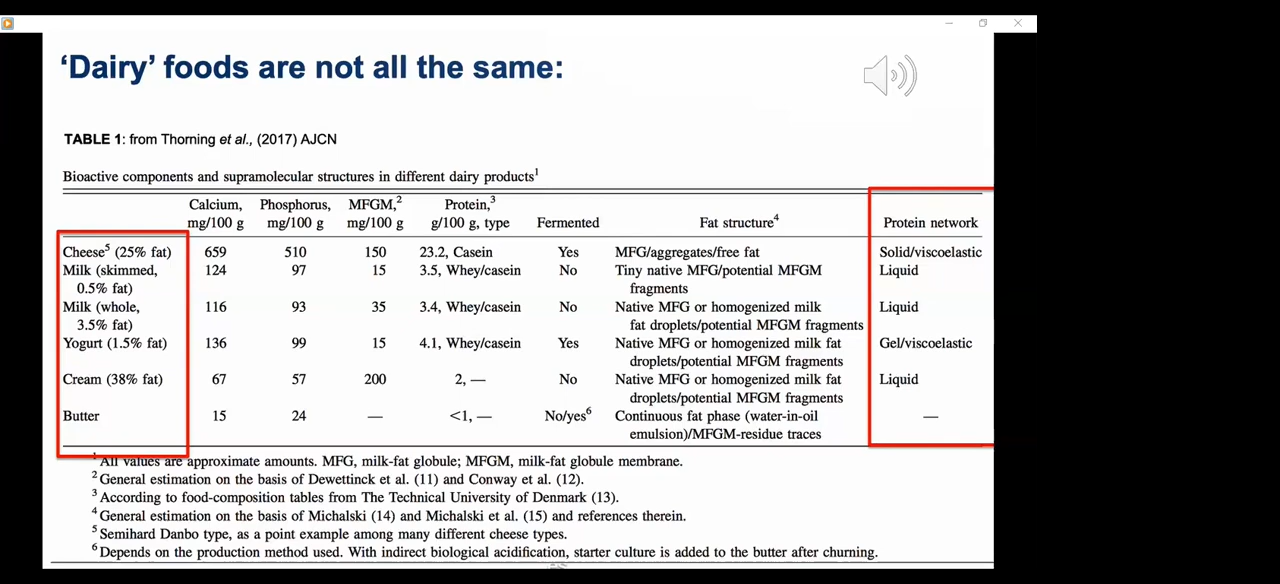 ‘Dairy’ foods are not all the same:
TABLE 1: from Thorning et al., (2017) AJCN
Bioactive components and supramolecular structures in different dairy products1
Calcium, Phosphorus, MFGM,2 Protein,3
mg/100 g mg/100 g mg/100 g g/100 g, type Fermented Fat structure4 Protein network
Cheese5 (25% fat) 659 510 150 23.2, Casein Yes MFG/aggregates/free fat Solid/viscoelastic
Milk (skimmed, 124 97 15 3.5, Whey/casein No Tiny native MFG/potential MFGM Liquid
0.5% fat) fragments
Milk (whole, 116 93 35 3.4, Whey/casein No Native MFG or homogenized milk Liquid
3.5% fat) fat droplets/potential MFGM fragments
Yogurt (1.5% fat) 136 99 15 4.1, Whey/casein Yes Native MFG or homogenized milk fat Gel/viscoelastic
droplets/potential MFGM fragments
Cream (38% fat) 67 57 200 2, — No Native MFG or homogenized milk fat Liquid
droplets/potential MFGM fragments
Butter 15 24 — <1, — No/yes6 Continuous fat phase (water-in-oil —
emulsion)/MFGM-residue traces
1 All values are approximate amounts. MFG, milk-fat globule; MFGM, milk-fat globule membrane.
2 General estimation on the basis of Dewettinck et al. (11) and Conway et al. (12).
3 According to food-composition tables from The Technical University of Denmark (13).
4 General estimation on the basis of Michalski (14) and Michalski et al. (15) and references therein.
5 Semihard Danbo type, as a point example among many different cheese types.
6 Depends on the production method used. With indirect biological acidification, starter culture is added to the butter after churning.